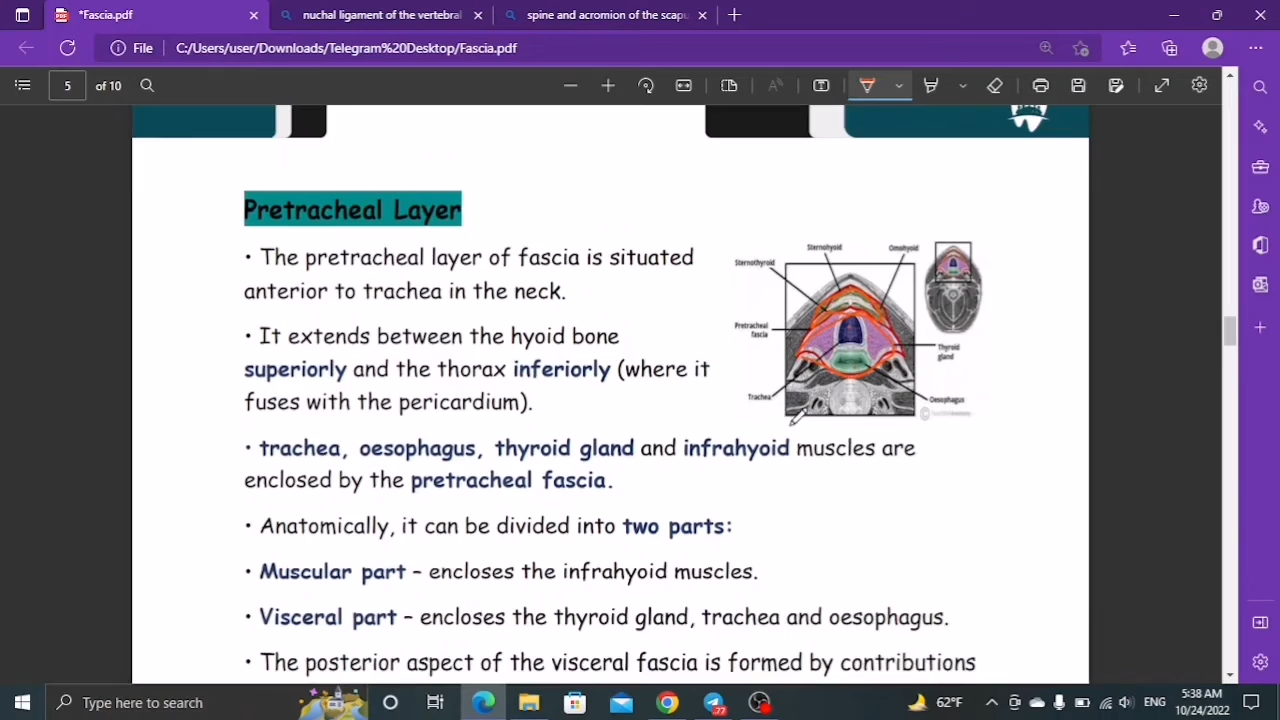 *Fascia.pdf
nuchal ligament of the vertebral
spine and acromion of the scapu
File
C:/Users/user/Downloads/Telegram%20Desktop/Fascia.pdf
5
of 10
Pretracheal Layer
• The pretracheal layer of fascia is situated
anterior to trachea in the neck.
• It extends between the hyoid bone
superiorly and the thorax inferiorly (where it
fuses with the pericardium).
Sternohyoid
Omohyoid
Sternothyroid
Pretracheal
fascia
Thyroid
gland
Trachea
Oesophagus
©
• trachea, oesophagus, thyroid gland and infrahyoid muscles are
enclosed by the pretracheal fascia.
• Anatomically, it can be divided into two parts:
• Muscular part – encloses the infrahyoid muscles.
• Visceral part – encloses the thyroid gland, trachea and oesophagus.
• The posterior aspect of the visceral fascia is formed by contributions
Type here to search
77
62°F
ENG
5:38 AM
10/24/2022